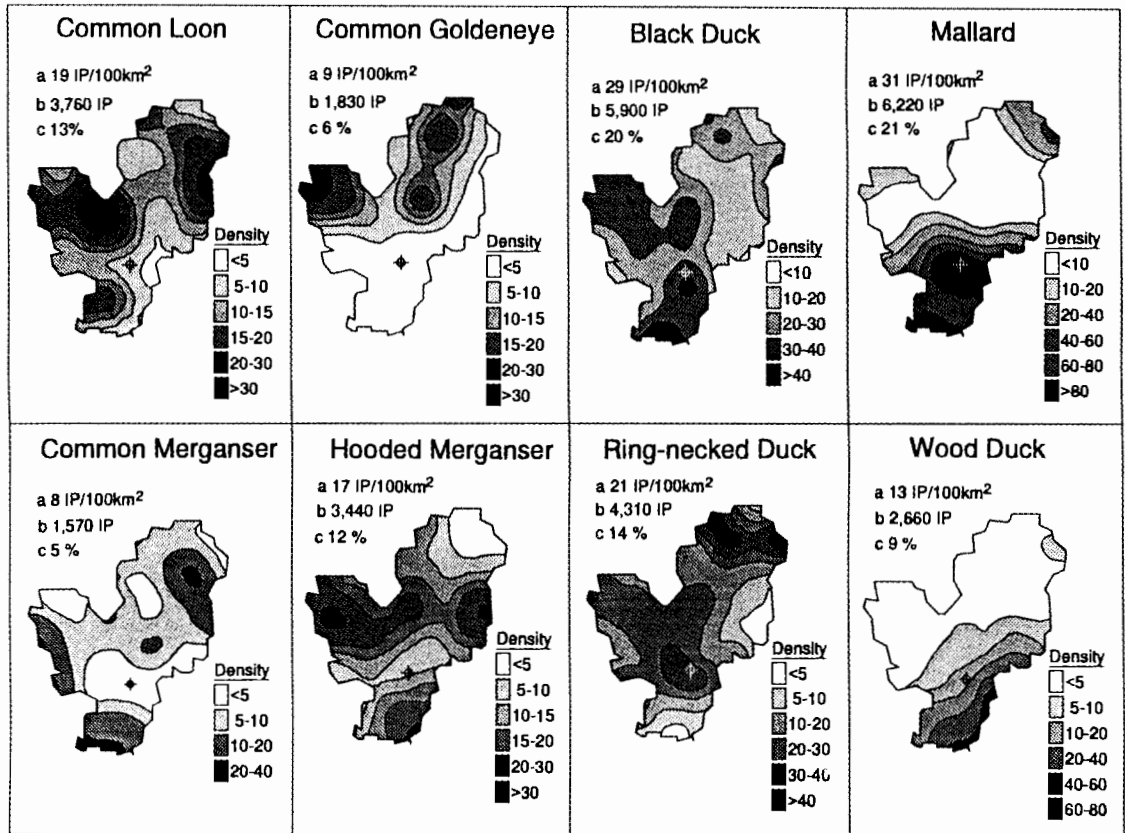 Common Loon
a 19 IP/100km²
b 3,760 IP
c 13%
Density
<5
5-10
10-15
15-20
20-30
>30
Common Goldeneye
a 9 IP/100km²
b 1,830 IP
c 6 %
Density
<5
5-10
10-15
15-20
20-30
>30
Black Duck
a 29 IP/100km²
b 5,900 IP
c 20 %
Density
<10
10-20
20-30
30-40
>40
Mallard
a 31 IP/100km²
b 6,220 IP
c 21 %
Density
<10
10-20
20-40
40-60
60-80
>80
Common Merganser
a 8 IP/100km²
b 1,570 IP
c 5 %
Density
<5
5-10
10-20
20-40
Hooded Merganser
a 17 IP/100km²
b 3,440 IP
c 12 %
Density
<5
5-10
10-15
15-20
20-30
>30
Ring-necked Duck
a 21 IP/100km²
b 4,310 IP
c 14 %
Density
<5
5-10
10-20
20-30
30-40
>40
Wood Duck
a 13 IP/100km²
b 2,660 IP
c 9 %
Density
<5
5-10
10-20
20-40
40-60
60-80